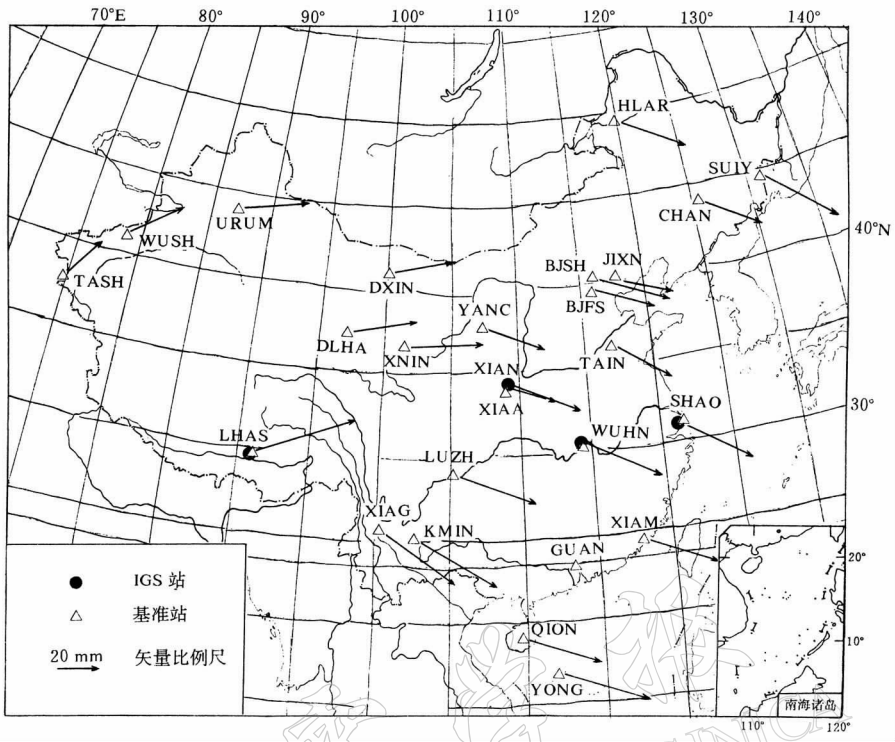 70°E 80° 90° 100° 110° 120° 130° 140°
HLAR
SUIY
CHAN
URUM
WUSH
40°N
TASH
DXIN
BJSH JIXN
BJFS
YANC
DLHA
XNIN
TAIN
XIAN
XIAA
SHAO
30°
LHAS
WUHN
LUZH
XIAG
KMIN
XIAM
GUAN
20°
IGS 站
基准站
20 mm 矢量比例尺
QION
10°
YONG
南海诸岛
110° 120°